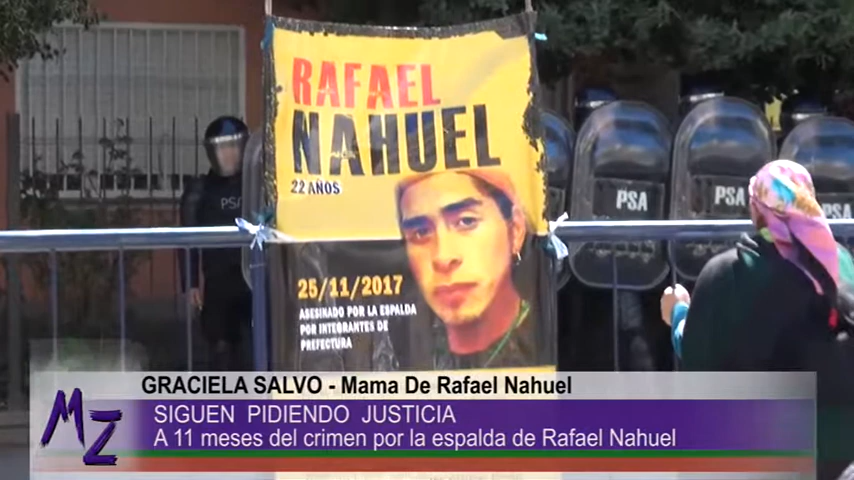 RAFAEL
NAHUEL
22 AÑOS
PSA
PSA
PSA
PSA
25/11/2017
ASESINADO POR LA ESPALDA
POR INTEGRANTES DE
PREFECTURA
GRACIELA SALVO - Mama De Rafael Nahuel
MZ
SIGUEN PIDIENDO JUSTICIA
A 11 meses del crimen por la espalda de Rafael Nahuel